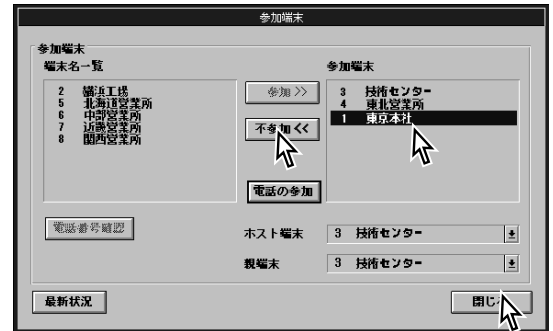 参加端末
参加端末
端末名一覧
参加端末
2 横浜工場
5 北海道営業所
6 中部営業所
7 近畿営業所
8 関西営業所
参加 >>
不参加 <<
電話の参加
3 技術センター
4 東北営業所
1 東京本社
電話番号確認
ホスト端末 3 技術センター
親端末 3 技術センター
最新状況
閉じる